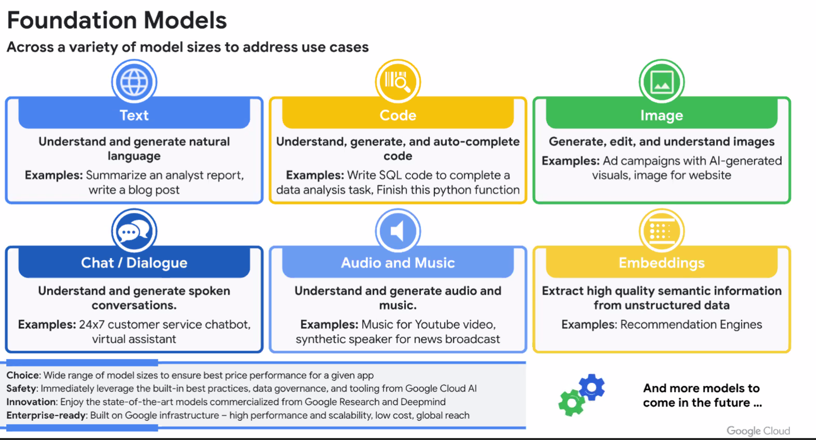 Foundation Models
Across a variety of model sizes to address use cases
Text
Understand and generate natural
language
Examples: Summarize an analyst report,
write a blog post
Code
Understand, generate, and auto-complete
code
Examples: Write SQL code to complete a
data analysis task, Finish this python function
Image
Generate, edit, and understand images
Examples: Ad campaigns with AI-generated
visuals, image for website
Chat / Dialogue
Understand and generate spoken
conversations.
Examples: 24x7 customer service chatbot,
virtual assistant
Audio and Music
Understand and generate audio and
music.
Examples: Music for Youtube video,
synthetic speaker for news broadcast
Embeddings
Extract high quality semantic information
from unstructured data
Examples: Recommendation Engines
Choice: Wide range of model sizes to ensure best price performance for a given app
Safety: Immediately leverage the built-in best practices, data governance, and tooling from Google Cloud AI
Innovation: Enjoy the state-of-the-art models commercialized from Google Research and Deepmind
Enterprise-ready: Built on Google infrastructure – high performance and scalability, low cost, global reach
And more models to
come in the future ...
Google Cloud